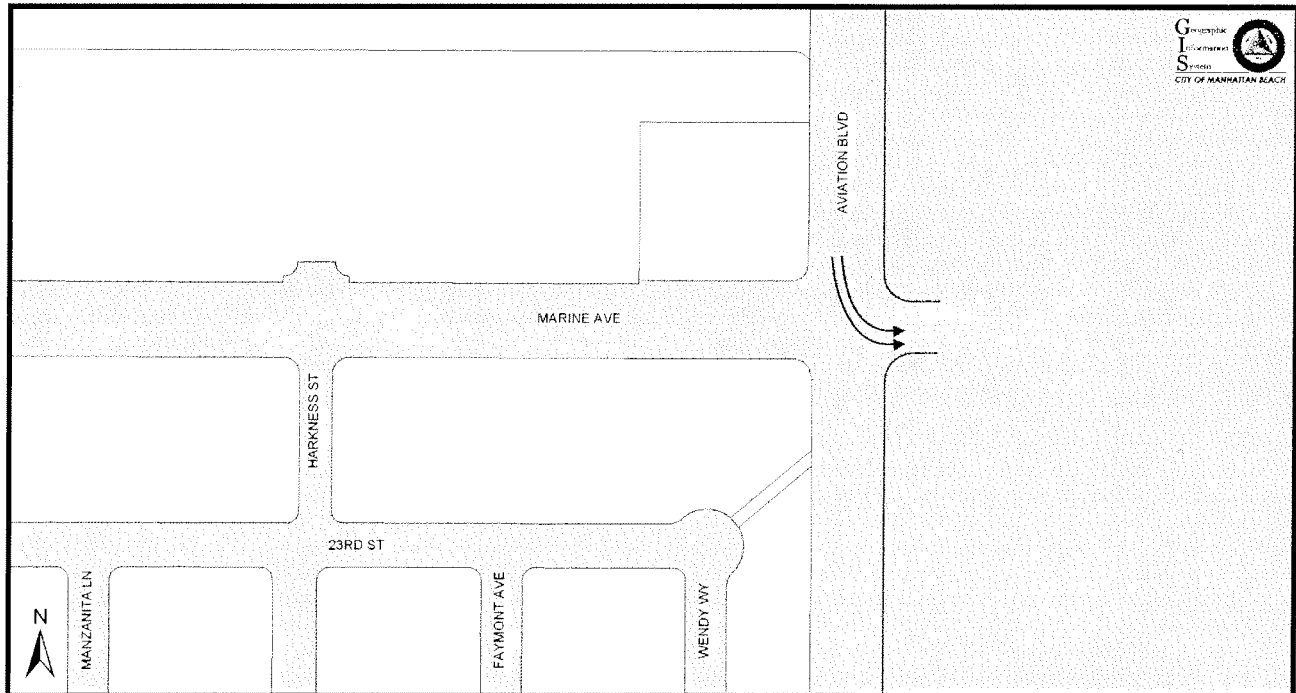 Geographic
Information
System
CITY OF MANHATTAN BEACH
AVIATION BLVD
MARINE AVE
HARKNESS ST
23RD ST
MANZANITA LN
FAYMONT AVE
WENDY WY
N